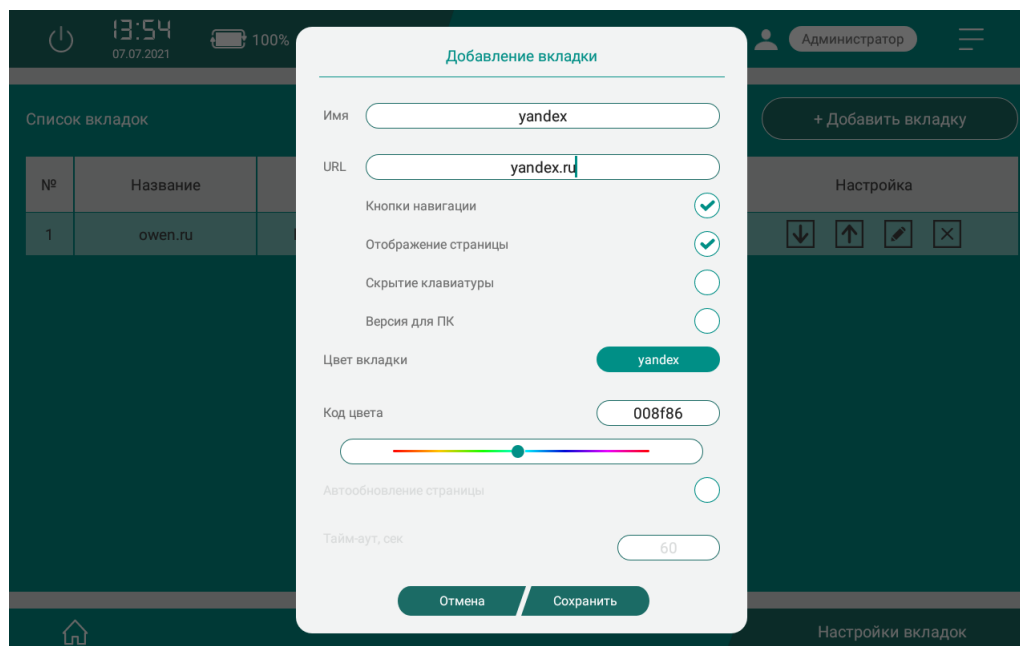 13:54
07.07.2021
100%
Администратор
Список вкладок
+ Добавить вкладку
№
Название
Настройка
1
owen.ru
Добавление вкладки
Имя
yandex
URL
yandex.ru
Кнопки навигации
Отображение страницы
Скрытие клавиатуры
Версия для ПК
Цвет вкладки
yandex
Код цвета
008f86
Автообновление страницы
Тайм-аут, сек
60
Отмена
Сохранить
Настройки вкладок